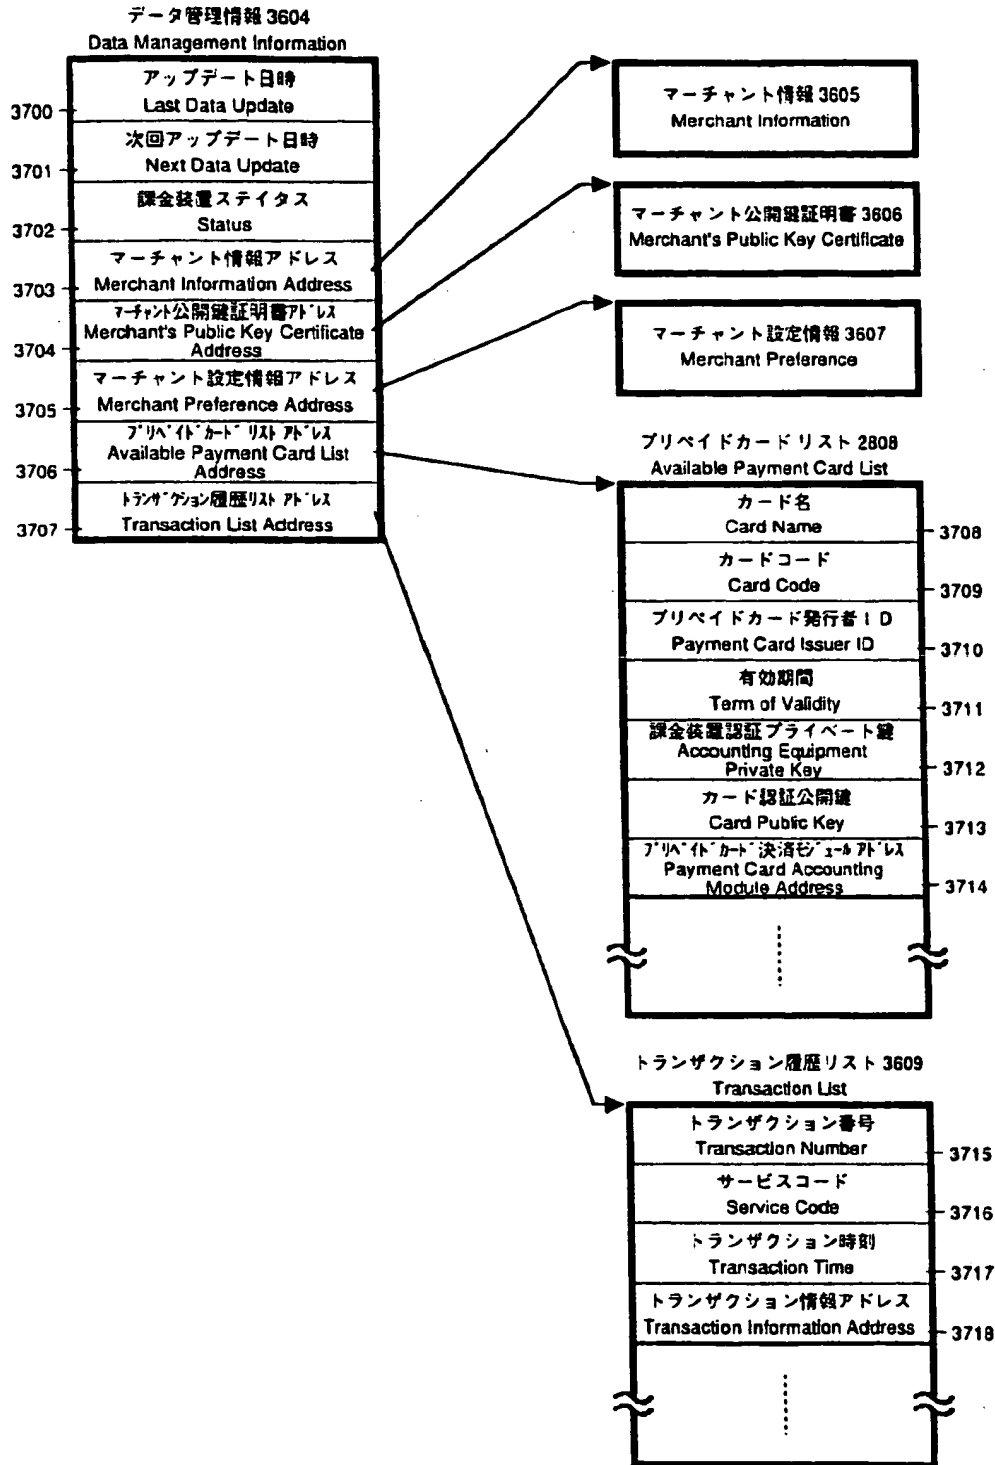 データ管理情報 3604
Data Management Information
アップデート日時
Last Data Update
3700
次回アップデート日時
Next Data Update
3701
課金装置ステイタス
Status
3702
マーチャント情報アドレス
Merchant Information Address
3703
マーチャント公開鍵証明書アドレス
Merchant's Public Key Certificate
Address
3704
マーチャント設定情報アドレス
Merchant Preference Address
3705
プリペイドカードリストアドレス
Available Payment Card List
Address
3706
トランザクション履歴リストアドレス
Transaction List Address
3707
マーチャント情報 3605
Merchant Information
マーチャント公開鍵証明書 3606
Merchant's Public Key Certificate
マーチャント設定情報 3607
Merchant Preference
プリペイドカード リスト 2808
Available Payment Card List
カード名
Card Name
3708
カードコード
Card Code
3709
プリペイドカード発行者ID
Payment Card Issuer ID
3710
有効期間
Term of Validity
3711
課金装置認証プライベート鍵
Accounting Equipment
Private Key
3712
カード認証公開鍵
Card Public Key
3713
プリペイドカード決済モジュールアドレス
Payment Card Accounting
Module Address
3714
トランザクション履歴リスト 3609
Transaction List
トランザクション番号
Transaction Number
3715
サービスコード
Service Code
3716
トランザクション時刻
Transaction Time
3717
トランザクション情報アドレス
Transaction Information Address
3718